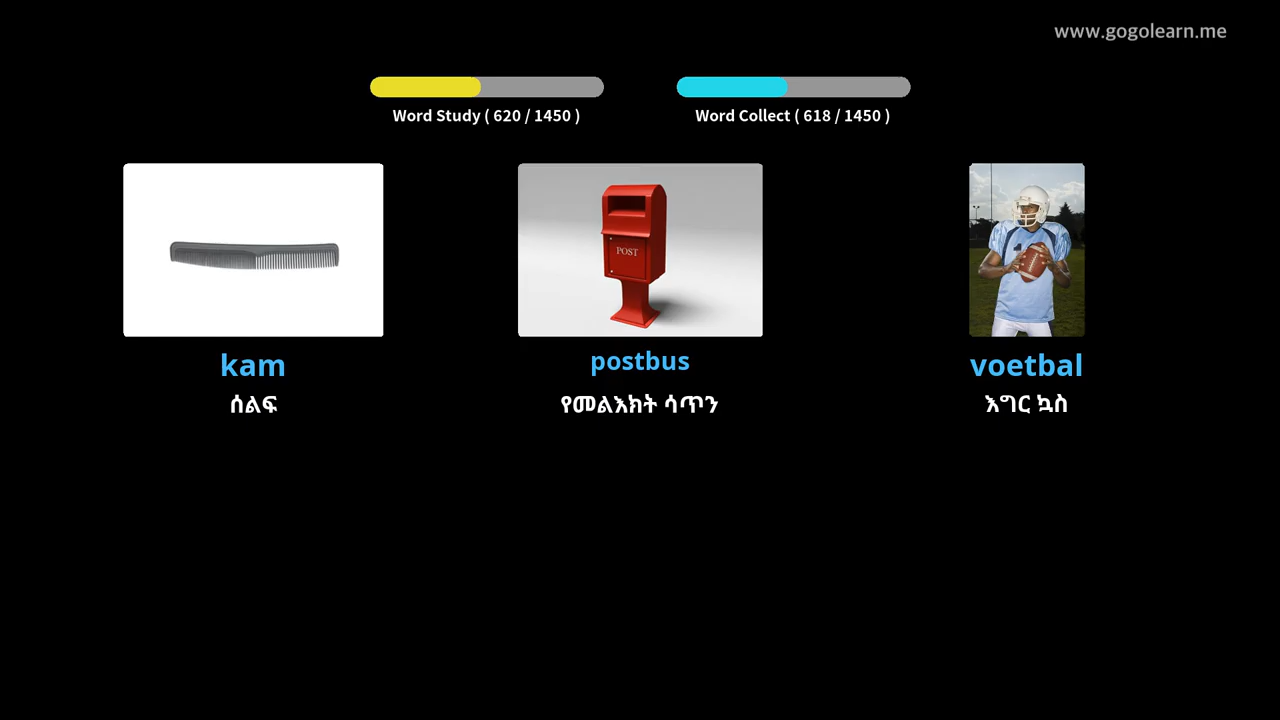 www.gogolearn.me
Word Study ( 620 / 1450 )
Word Collect ( 618 / 1450 )
POST
kam
postbus
voetbal
ሰልፍ
የመልእክት ሳጥን
እግር ኳስ